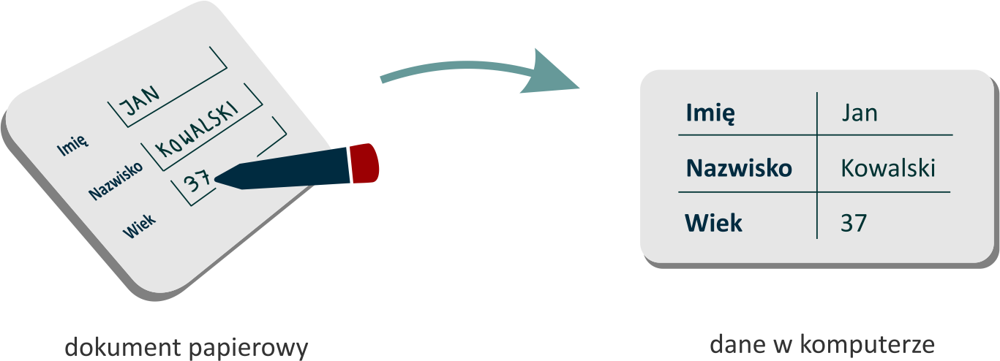 Imię JAN
Nazwisko KOWALSKI
Wiek 37
dokument papierowy
Imię Jan
Nazwisko Kowalski
Wiek 37
dane w komputerze